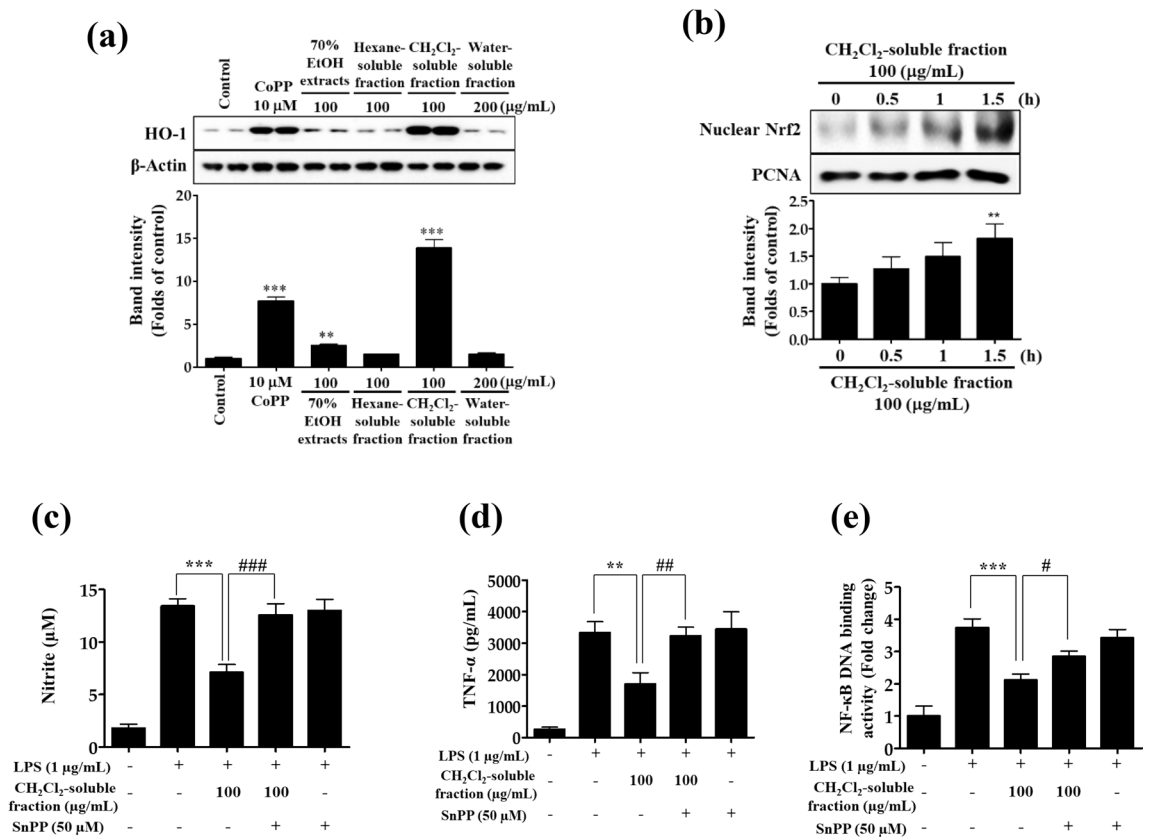 (a)
Control
CoPP
10 μM
70%
EtOH
extracts
100
Hexane-
soluble
fraction
100
CH₂Cl₂-
soluble
fraction
100
Water-
soluble
fraction
200 (μg/mL)
HO-1
β-Actin
Band intensity
(Folds of control)
20
15
10
5
0
***
**
***
Control
10 μM
CoPP
100
70%
EtOH
extracts
100
Hexane-
soluble
fraction
100
CH₂Cl₂-
soluble
fraction
200 (μg/mL)
Water-
soluble
fraction
(b)
CH₂Cl₂-soluble fraction
100 (μg/mL)
0 0.5 1 1.5 (h)
Nuclear Nrf2
PCNA
Band intensity
(Folds of control)
2.5
2.0
1.5
1.0
0.5
0.0
**
0 0.5 1 1.5 (h)
CH₂Cl₂-soluble fraction
100 (μg/mL)
(c)
Nitrite (μM)
15
10
5
0
*** ###
LPS (1 μg/mL) - + + + +
CH₂Cl₂-soluble
fraction (μg/mL) - - 100 100 -
SnPP (50 μM) - - - + +
(d)
TNF-α (pg/mL)
5000
4000
3000
2000
1000
0
** ##
LPS (1 μg/mL) - + + + +
CH₂Cl₂-soluble
fraction (μg/mL) - - 100 100 -
SnPP (50 μM) - - - + +
(e)
NF-κB DNA binding
activity (Fold change)
5
4
3
2
1
0
*** #
LPS (1 μg/mL) - + + + +
CH₂Cl₂-soluble
fraction (μg/mL) - - 100 100 -
SnPP (50 μM) - - - + +